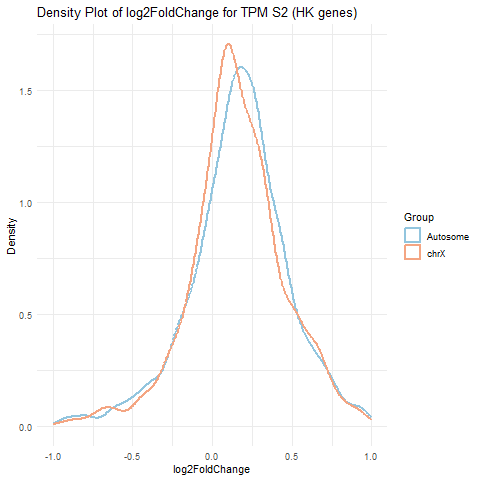 Density Plot of log2FoldChange for TPM S2 (HK genes)
1.5
1.0
0.5
0.0
Density
-1.0 -0.5 0.0 0.5 1.0
log2FoldChange
Group
Autosome
chrX